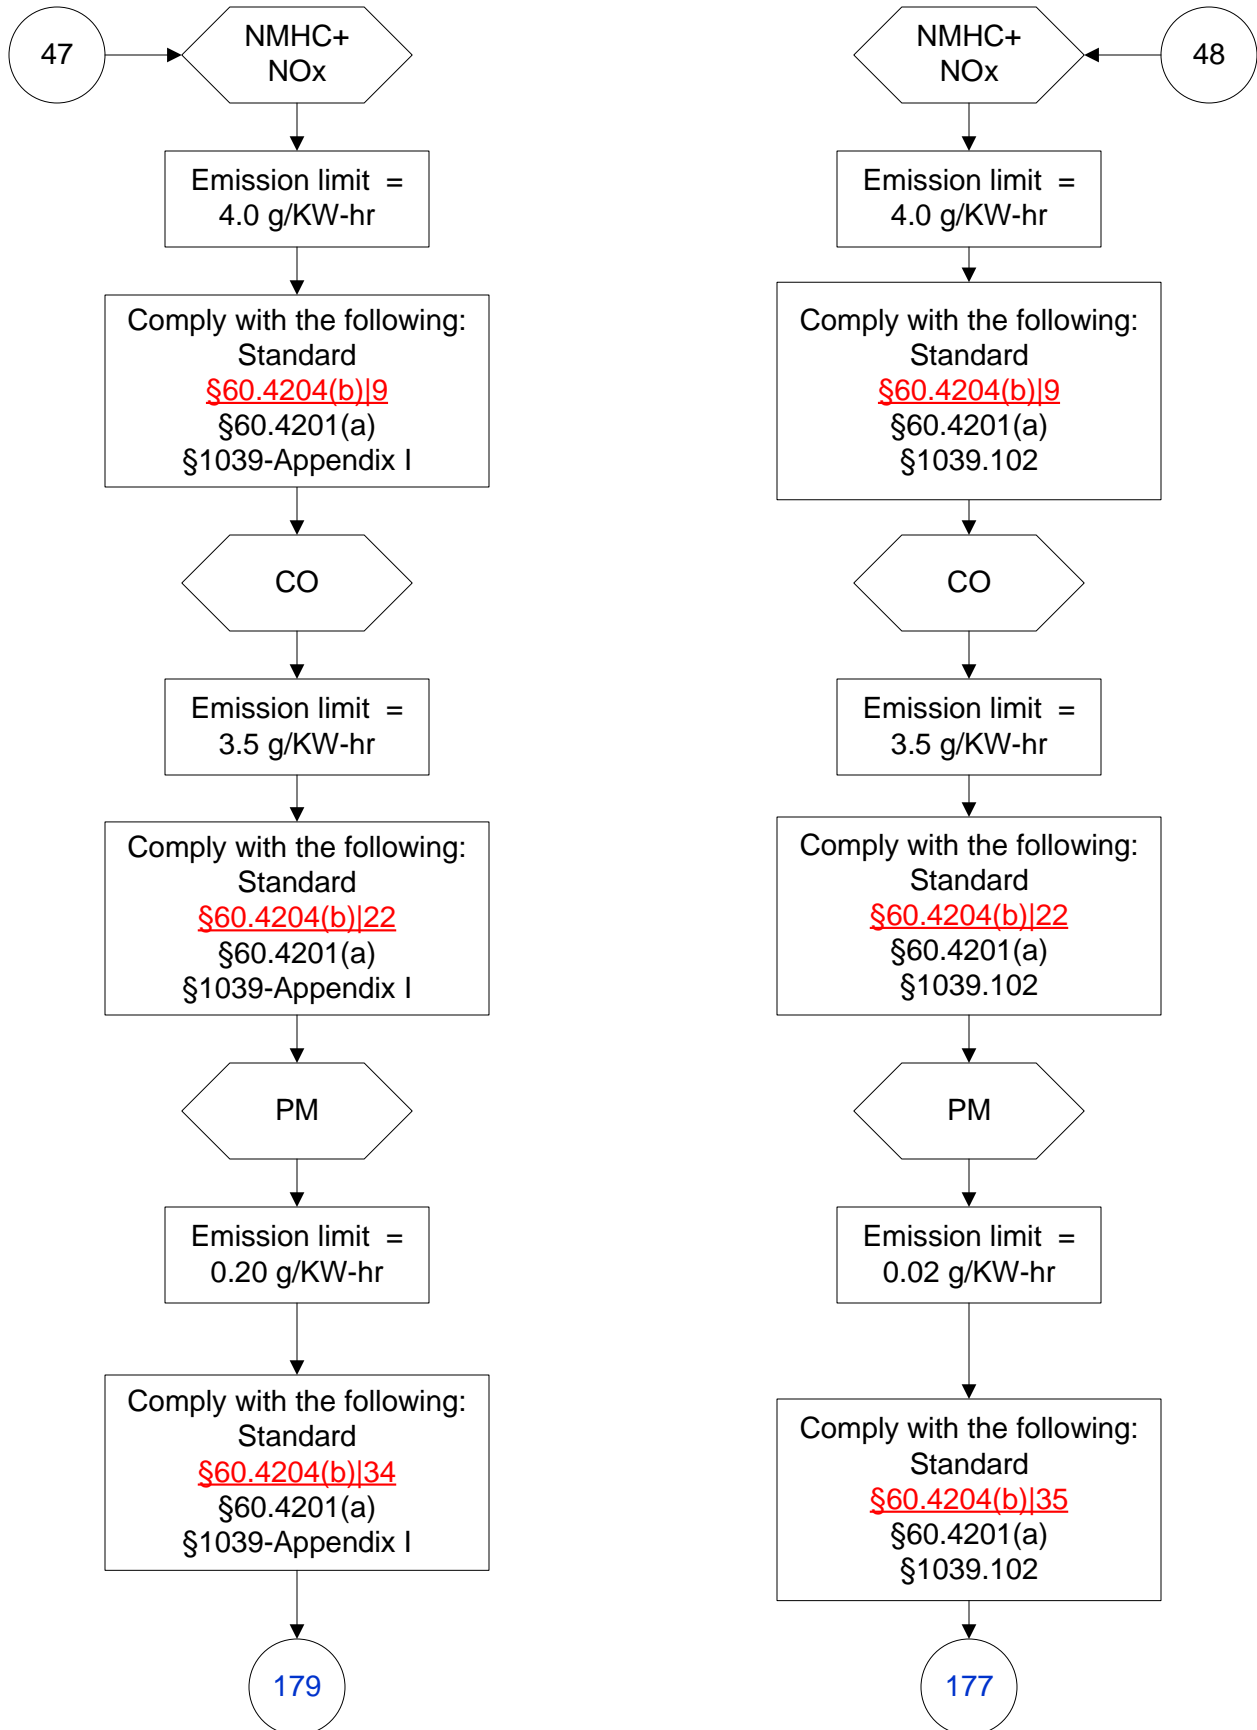 47
NMHC+
NOx
Emission limit =
4.0 g/KW-hr
Comply with the following:
Standard
§60.4204(b)|9
§60.4201(a)
§1039-Appendix I
CO
Emission limit =
3.5 g/KW-hr
Comply with the following:
Standard
§60.4204(b)|22
§60.4201(a)
§1039-Appendix I
PM
Emission limit =
0.20 g/KW-hr
Comply with the following:
Standard
§60.4204(b)|34
§60.4201(a)
§1039-Appendix I
179
NMHC+
NOx
48
Emission limit =
4.0 g/KW-hr
Comply with the following:
Standard
§60.4204(b)|9
§60.4201(a)
§1039.102
CO
Emission limit =
3.5 g/KW-hr
Comply with the following:
Standard
§60.4204(b)|22
§60.4201(a)
§1039.102
PM
Emission limit =
0.02 g/KW-hr
Comply with the following:
Standard
§60.4204(b)|35
§60.4201(a)
§1039.102
177